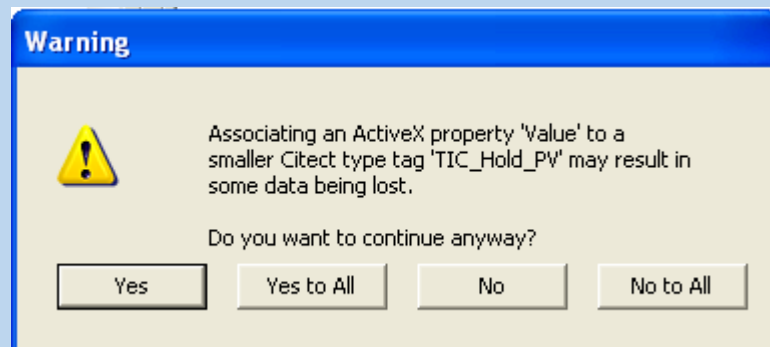 Warning
Associating an ActiveX property 'Value' to a
smaller Citect type tag 'TIC_Hold_PV' may result in
some data being lost.
Do you want to continue anyway?
Yes
Yes to All
No
No to All